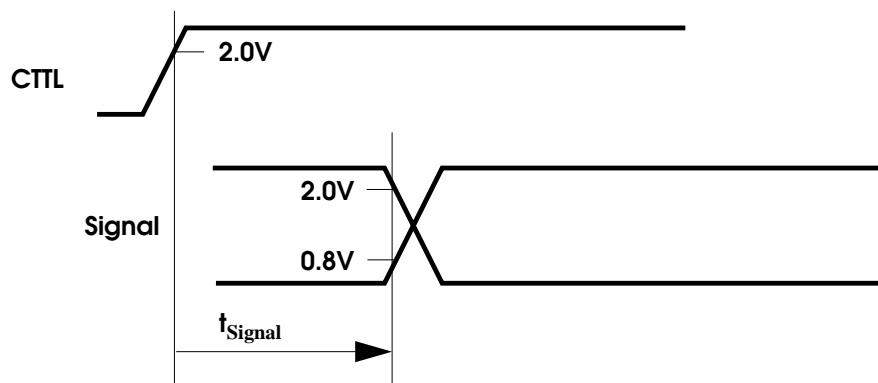 2.0V
CTTL
2.0V
Signal
0.8V
tSignal